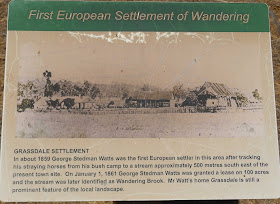 First European Settlement of Wandering
GRASSDALE SETTLEMENT
In about 1859 George Stedman Watts was the first European settler in this area after tracking
his straying horses from his bush camp to a stream approximately 500 metres south east of the
present town site. On January 1, 1861 George Stedman Watts was granted a lease on 100 acres
and the stream was later identified as Wandering Brook. Mr Watt's home Grassdale is still a
prominent feature of the local landscape.